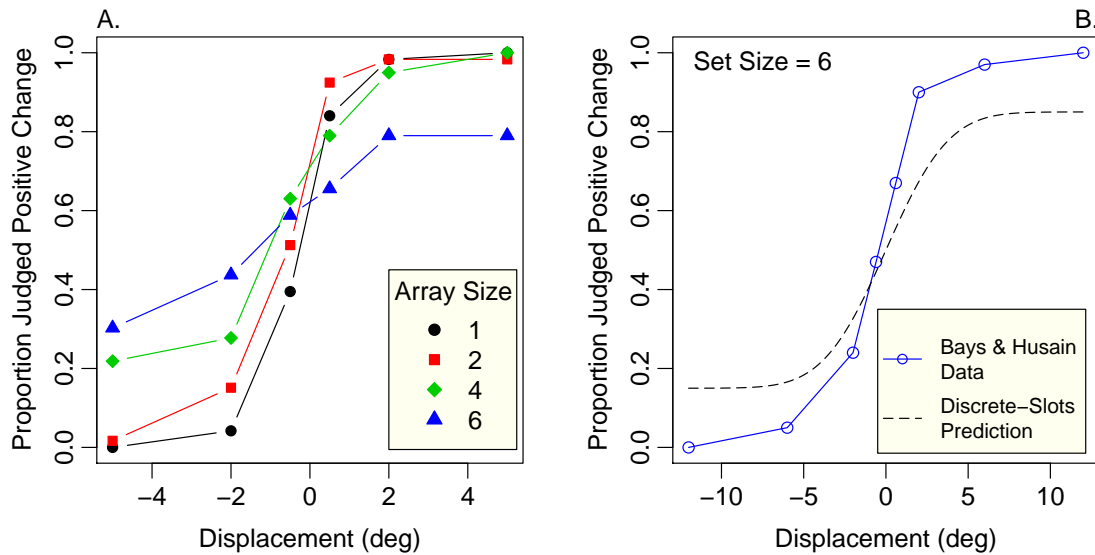 A.
Proportion Judged Positive Change
1.0
0.8
0.6
0.4
0.2
0.0
Array Size
1
2
4
6
−4 −2 0 2 4
Displacement (deg)
B.
Proportion Judged Positive Change
1.0
0.8
0.6
0.4
0.2
0.0
Set Size = 6
Bays & Husain
Data
Discrete−Slots
Prediction
−10 −5 0 5 10
Displacement (deg)